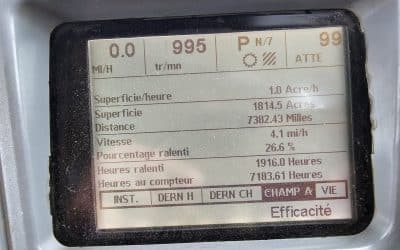 0.0 995 P N/7 99
MI/H tr/mn ATTE
Superficie/heure 1.0 Acre/h
Superficie 1814.5 Acres
Distance 7382.43 Milles
Vitesse 4.1 mi/h
Pourcentage ralenti 26.6 %
Heures ralenti 1916.0 Heures
Heures au compteur 7183.61 Heures
INST. DERN H DERN CH CHAMP A VIE
Efficacité